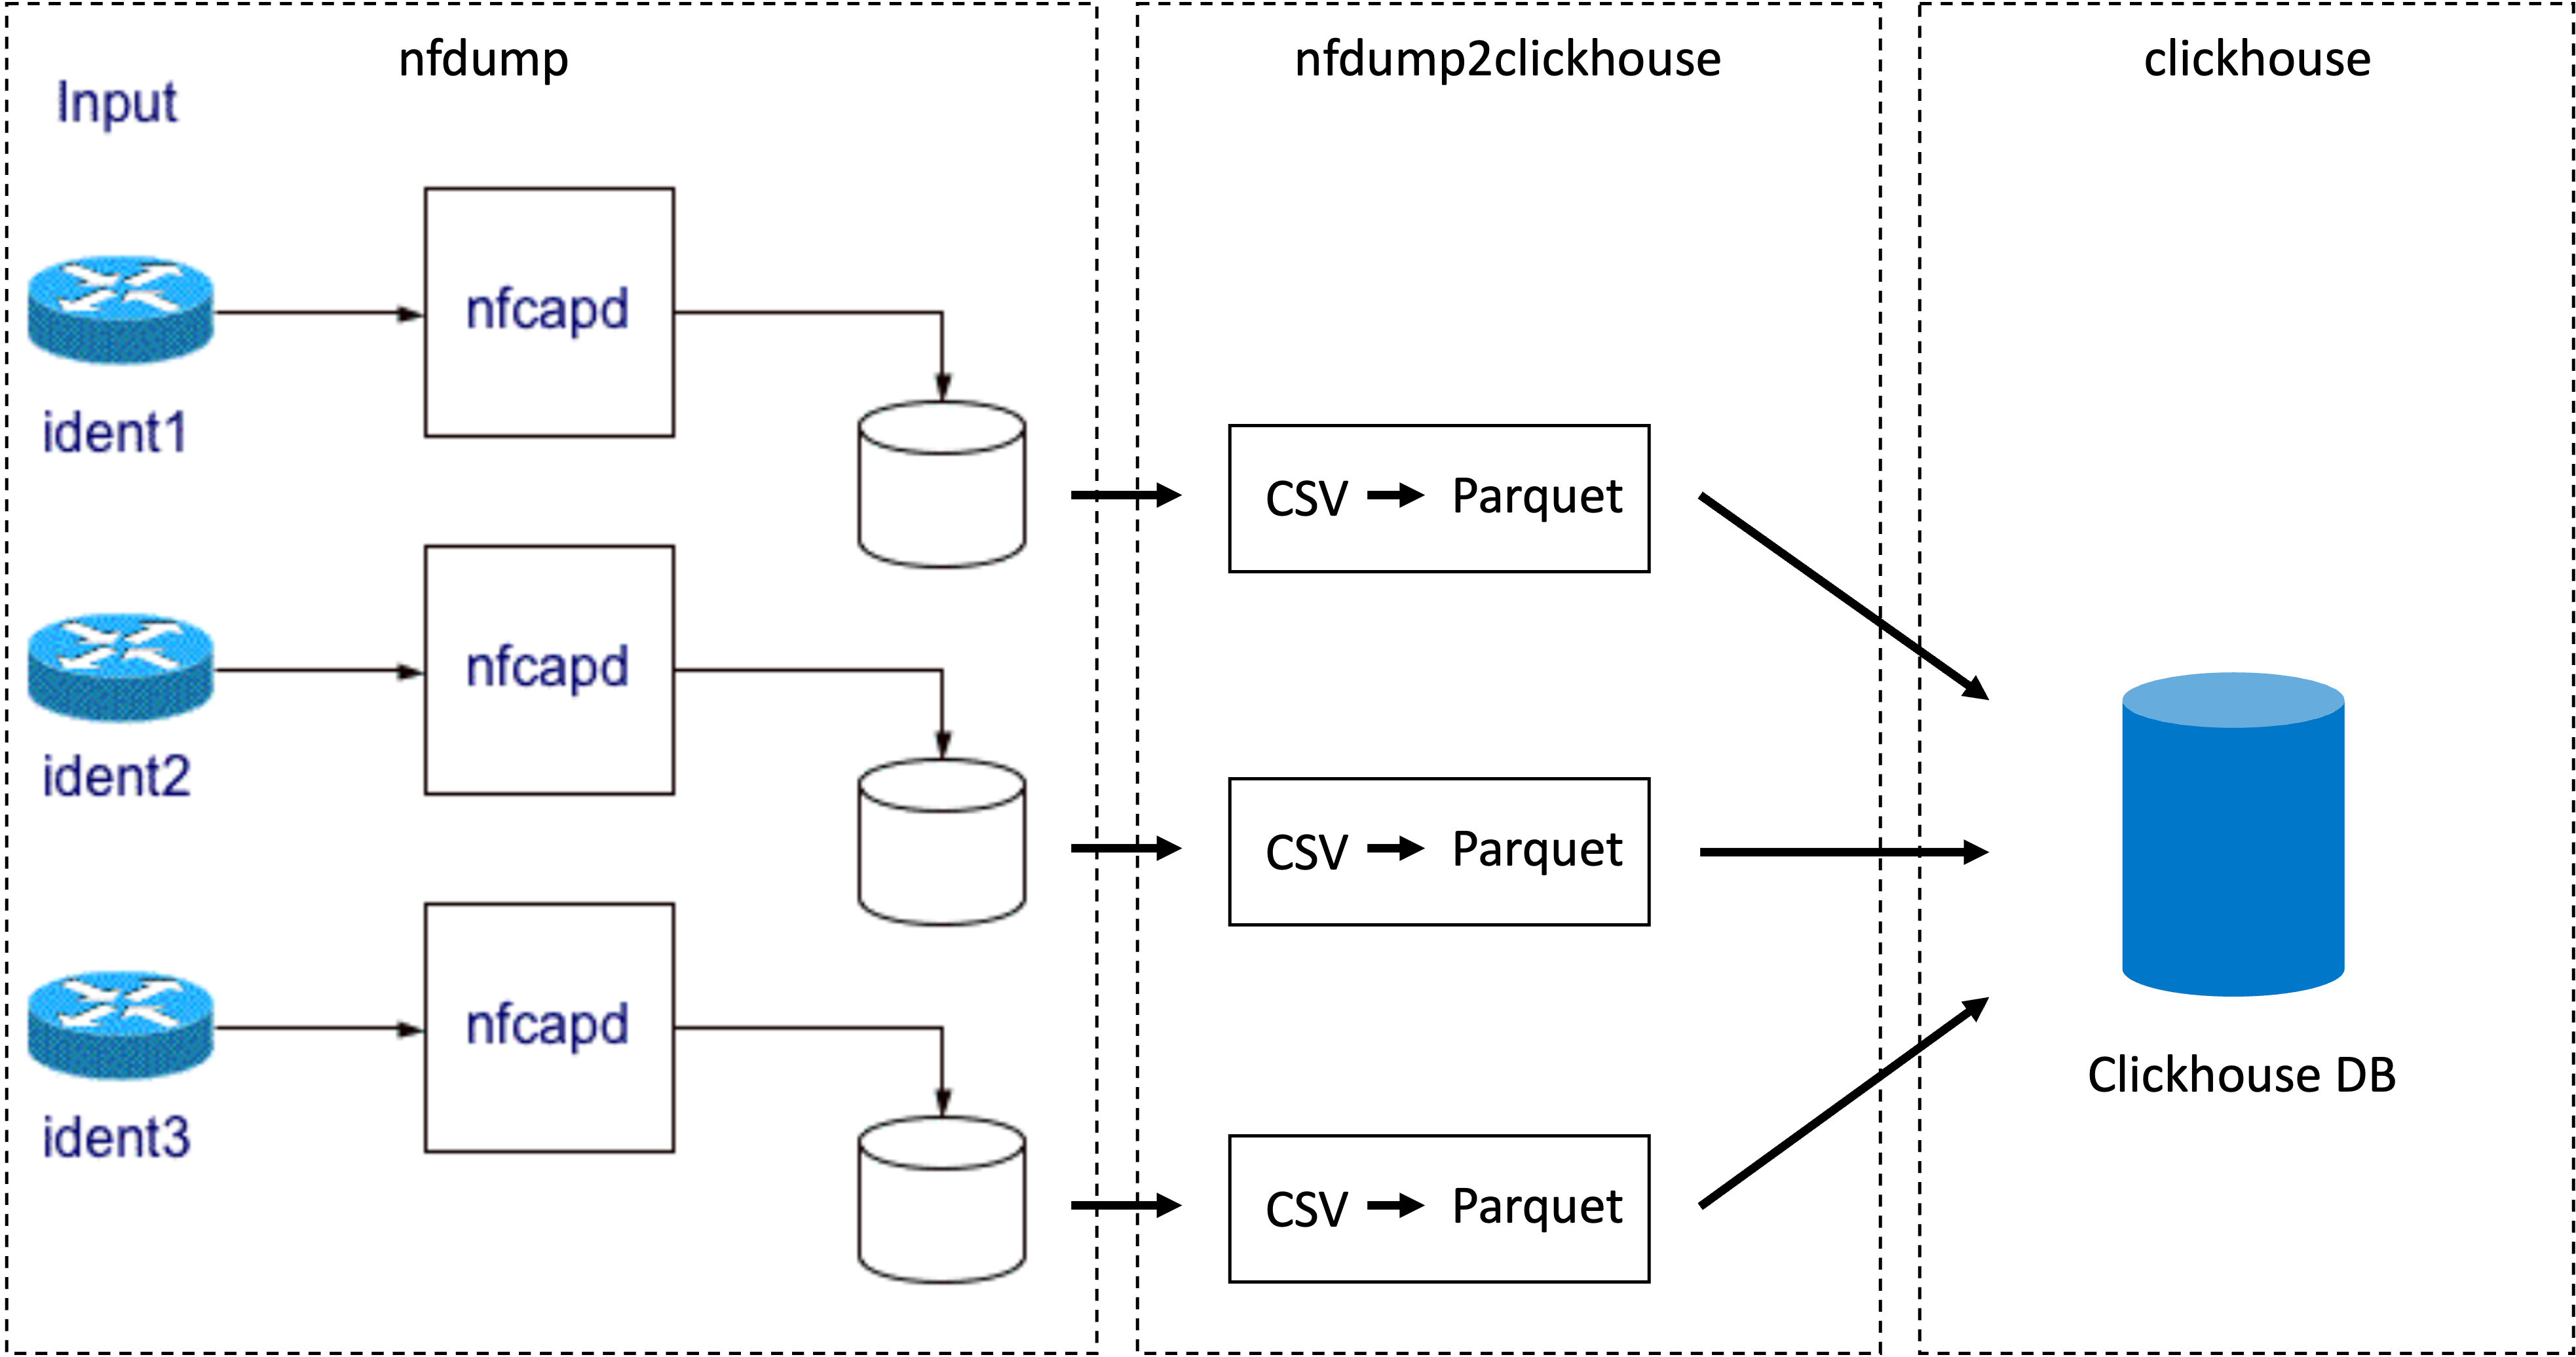 nfdump
Input
nfcapd
ident1
nfcapd
ident2
nfcapd
ident3
nfdump2clickhouse
CSV Parquet
CSV Parquet
CSV Parquet
clickhouse
Clickhouse DB